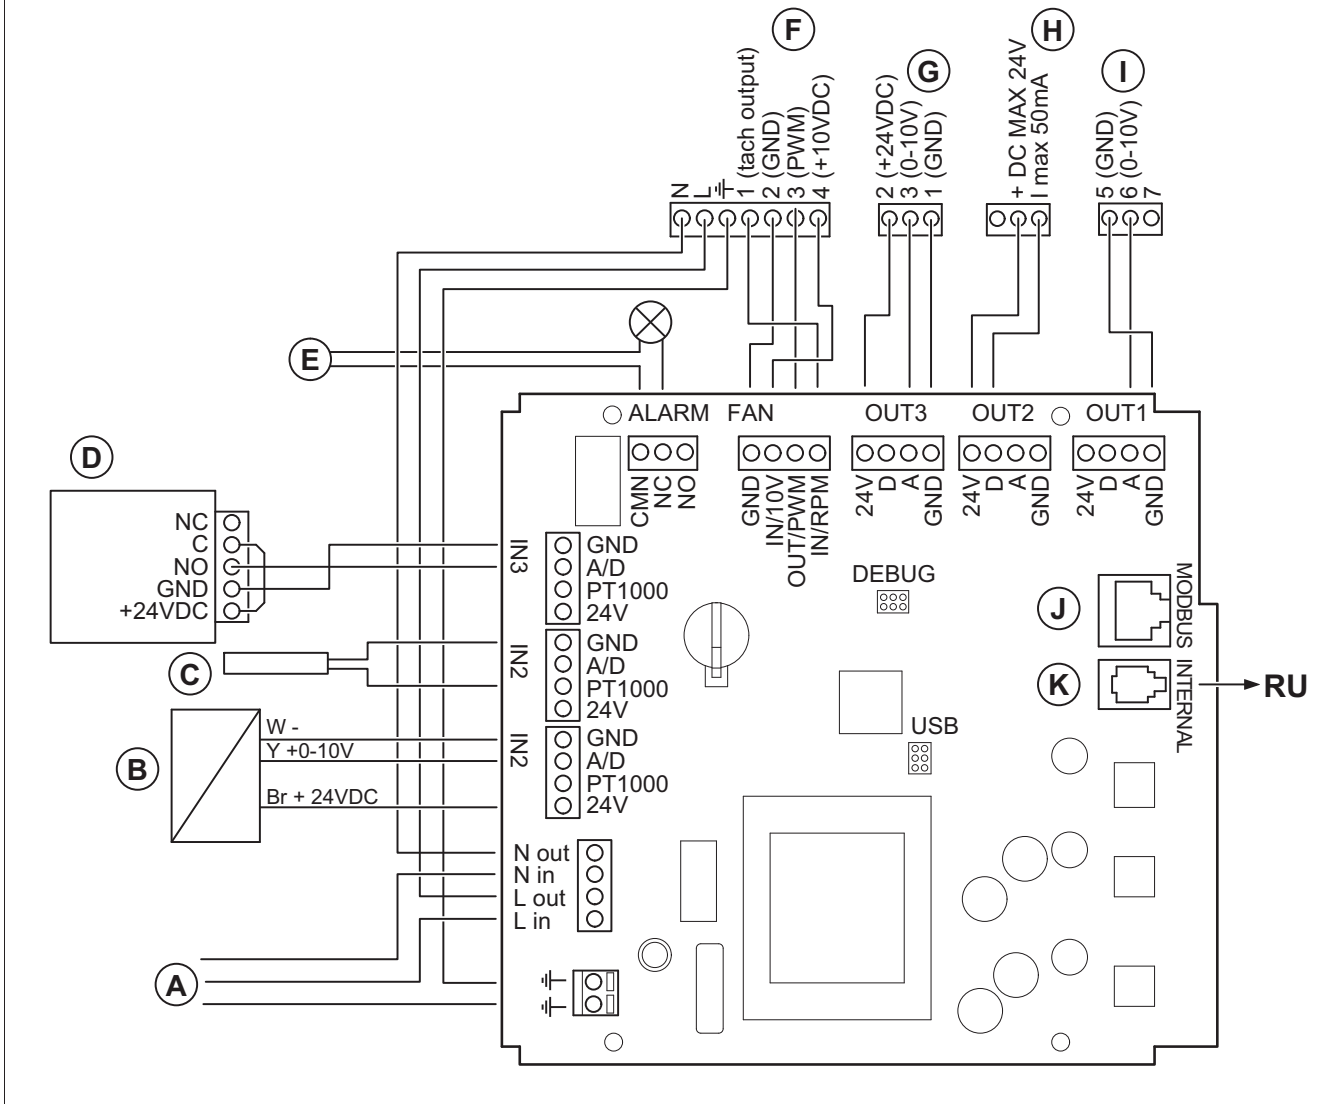 F
H
G
I
N
L
1 (tach output)
2 (GND)
3 (PWM)
4 (+10VDC)
2 (+24VDC)
3 (0-10V)
1 (GND)
+ DC MAX 24V
I max 50mA
5 (GND)
6 (0-10V)
7
E
ALARM
FAN
OUT3
OUT2
OUT1
CMN
NC
NO
GND
IN/10V
OUT/PWM
IN/RPM
24V
D
A
GND
24V
D
A
GND
24V
D
A
GND
D
NC
C
NO
GND
+24VDC
IN3
GND
A/D
PT1000
24V
DEBUG
J
MODBUS
C
IN2
GND
A/D
PT1000
24V
K
INTERNAL
RU
USB
B
W -
Y +0-10V
Br + 24VDC
IN2
GND
A/D
PT1000
24V
N out
N in
L out
L in
A